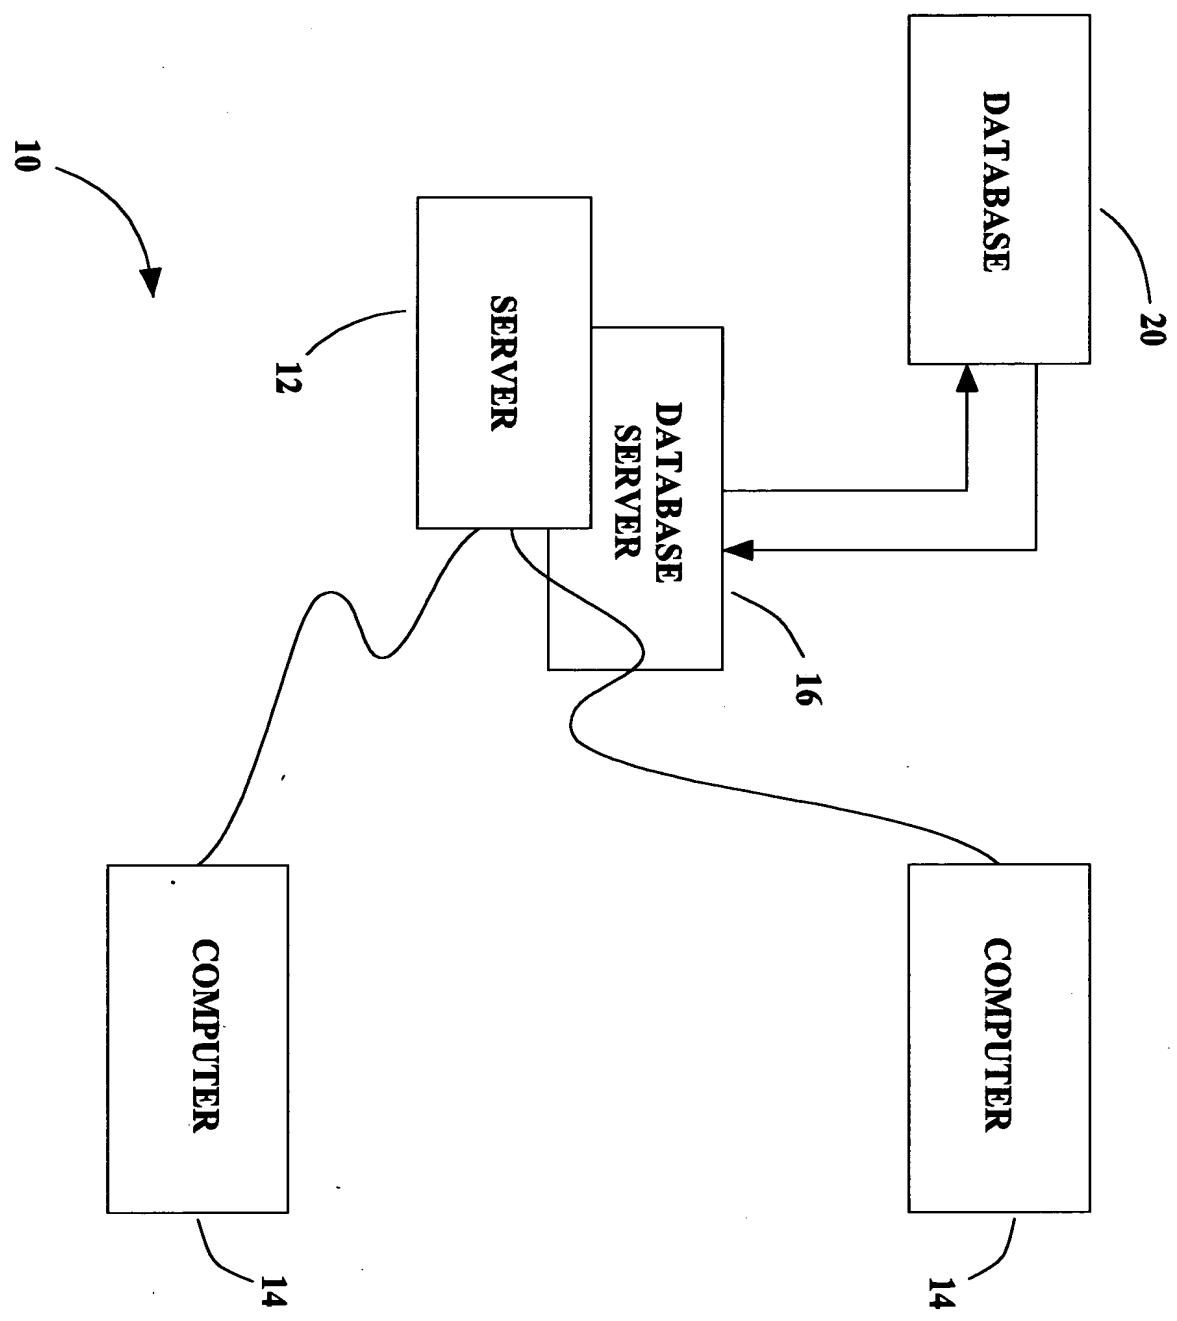 DATABASE
20
10
SERVER
12
DATABASE
SERVER
16
COMPUTER
14
COMPUTER
14